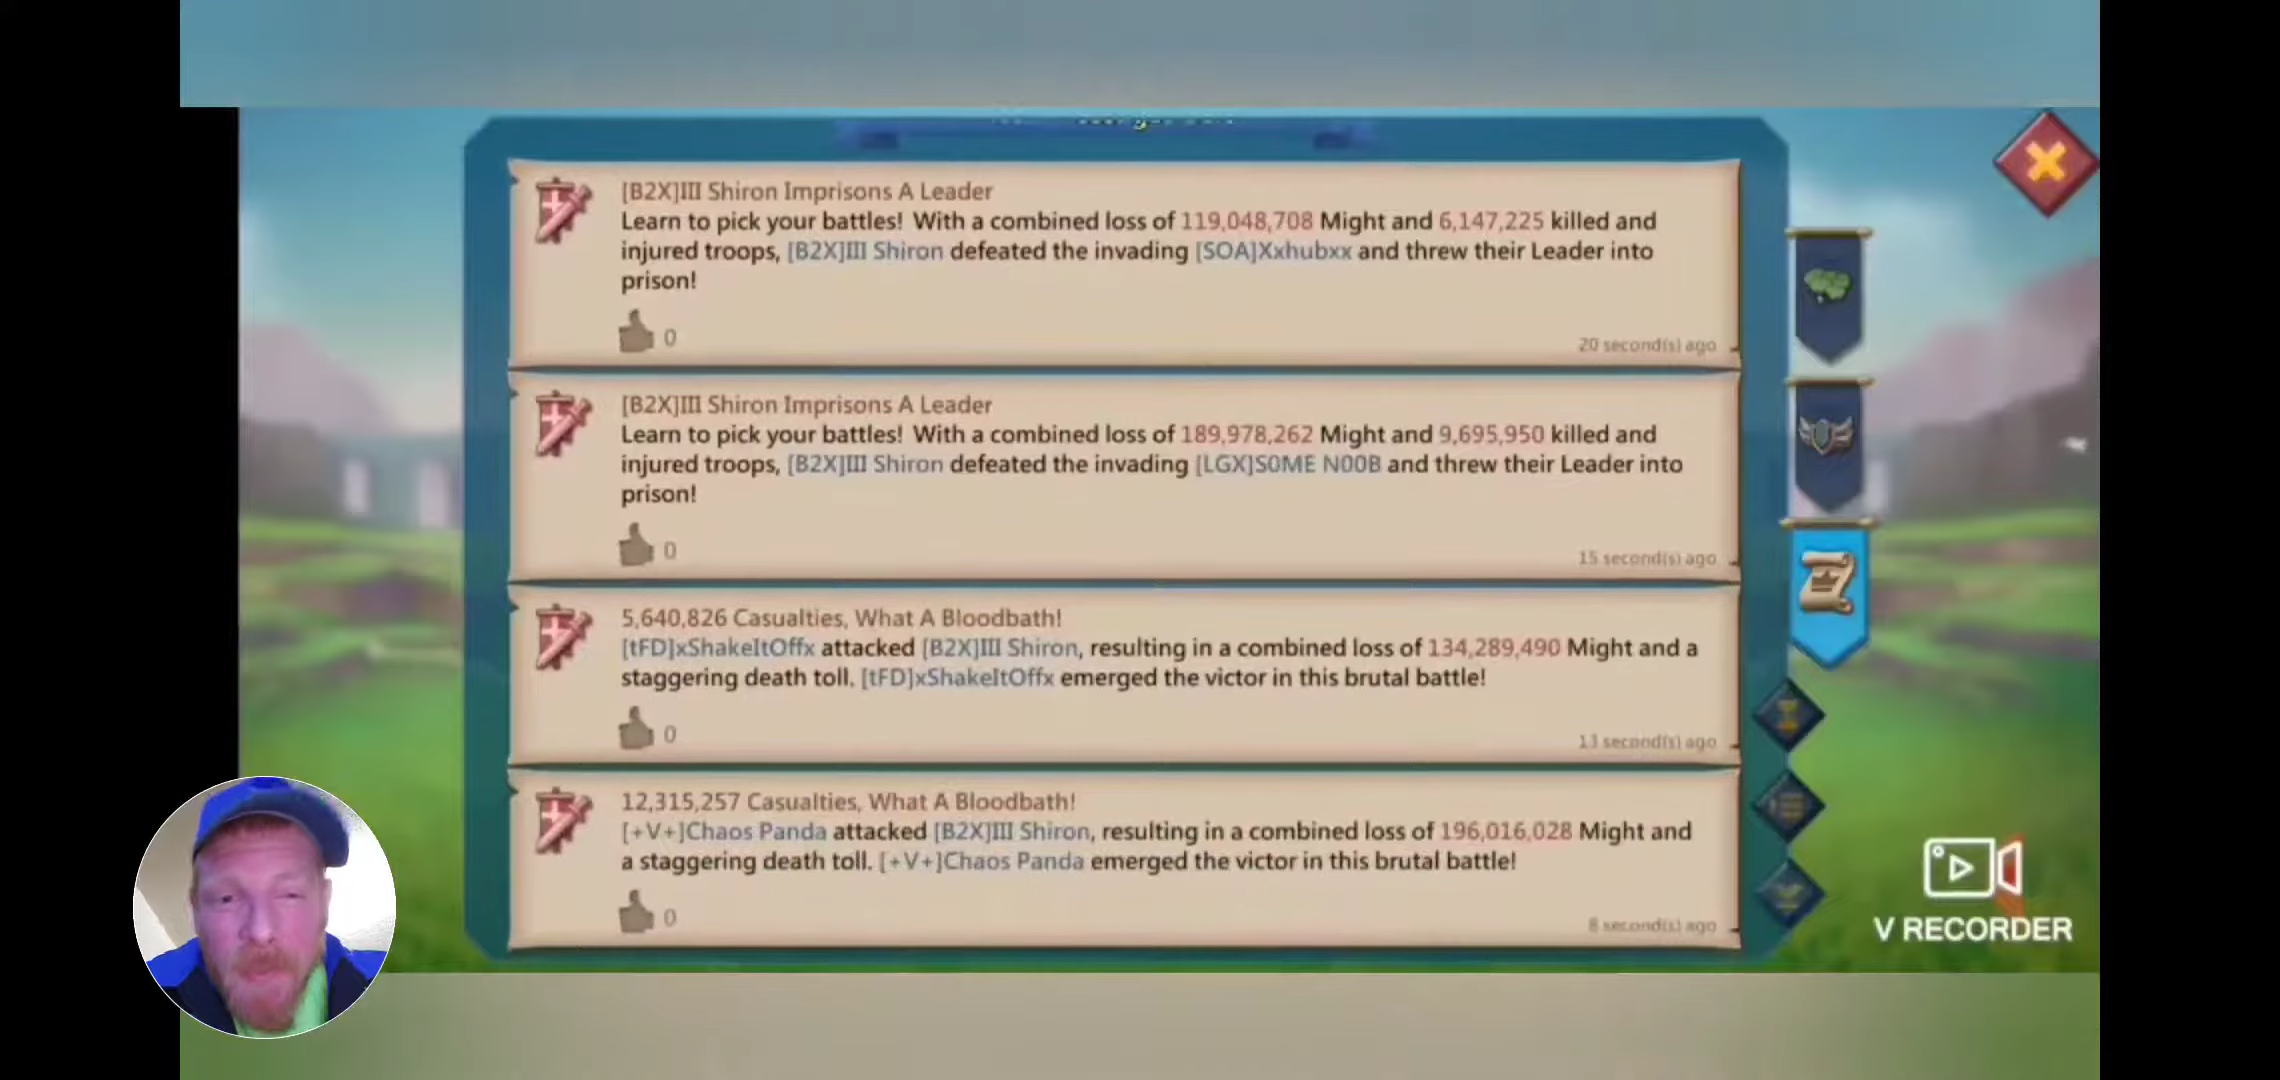 [B2X]III Shiron Imprisons A Leader
Learn to pick your battles! With a combined loss of 119,048,708 Might and 6,147,225 killed and
injured troops, [B2X]III Shiron defeated the invading [SOA]Xxhubxx and threw their Leader into
prison!
0
20 second(s) ago
[B2X]III Shiron Imprisons A Leader
Learn to pick your battles! With a combined loss of 189,978,262 Might and 9,695,950 killed and
injured troops, [B2X]III Shiron defeated the invading [LGX]S0ME N00B and threw their Leader into
prison!
0
15 second(s) ago
5,640,826 Casualties, What A Bloodbath!
[tFD]xShakeItOffx attacked [B2X]III Shiron, resulting in a combined loss of 134,289,490 Might and a
staggering death toll. [tFD]xShakeItOffx emerged the victor in this brutal battle!
0
13 second(s) ago
12,315,257 Casualties, What A Bloodbath!
[+V+]Chaos Panda attacked [B2X]III Shiron, resulting in a combined loss of 196,016,028 Might and
a staggering death toll. [+V+]Chaos Panda emerged the victor in this brutal battle!
0
8 second(s) ago
V RECORDER